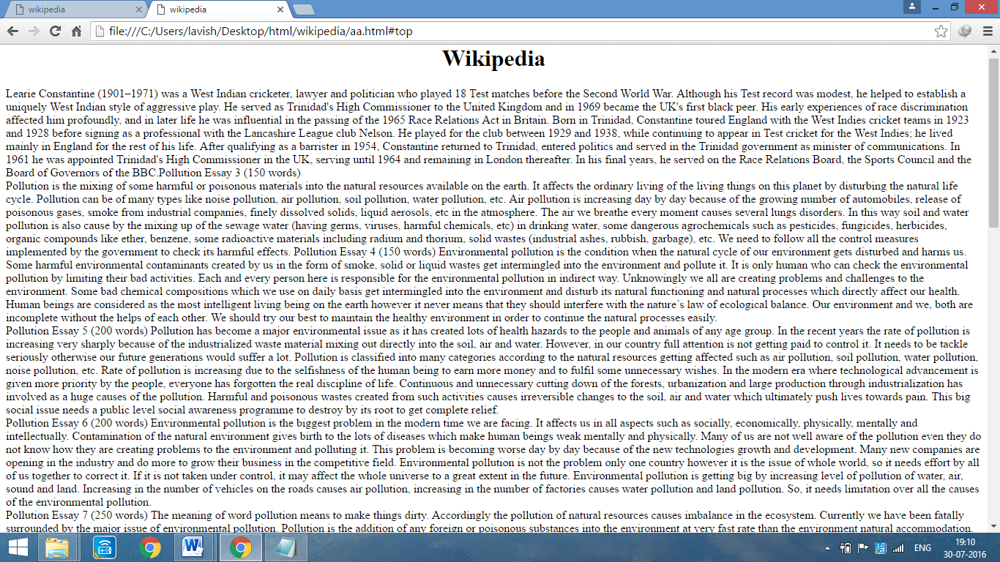 wikipedia
wikipedia
file:///C:/Users/lavish/Desktop/html/wikipedia/aa.html#top
Wikipedia
Learie Constantine (1901–1971) was a West Indian cricketer, lawyer and politician who played 18 Test matches before the Second World War. Although his Test record was modest, he helped to establish a
uniquely West Indian style of aggressive play. He served as Trinidad's High Commissioner to the United Kingdom and in 1969 became the UK's first black peer. His early experiences of race discrimination
affected him profoundly, and in later life he was influential in the passing of the 1965 Race Relations Act in Britain. Born in Trinidad, Constantine toured England with the West Indies cricket teams in 1923
and 1928 before signing as a professional with the Lancashire League club Nelson. He played for the club between 1929 and 1938, while continuing to appear in Test cricket for the West Indies; he lived
mainly in England for the rest of his life. After qualifying as a barrister in 1954, Constantine returned to Trinidad, entered politics and served in the Trinidad government as minister of communications. In
1961 he was appointed Trinidad's High Commissioner in the UK, serving until 1964 and remaining in London thereafter. In his final years, he served on the Race Relations Board, the Sports Council and the
Board of Governors of the BBC.Pollution Essay 3 (150 words)
Pollution is the mixing of some harmful or poisonous materials into the natural resources available on the earth. It affects the ordinary living of the living things on this planet by disturbing the natural life
cycle. Pollution can be of many types like noise pollution, air pollution, soil pollution, water pollution, etc. Air pollution is increasing day by day because of the growing number of automobiles, release of
poisonous gases, smoke from industrial companies, finely dissolved solids, liquid aerosols, etc in the atmosphere. The air we breathe every moment causes several lungs disorders. In this way soil and water
pollution is also cause by the mixing up of the sewage water (having germs, viruses, harmful chemicals, etc) in drinking water, some dangerous agrochemicals such as pesticides, fungicides, herbicides,
organic compounds like ether, benzene, some radioactive materials including radium and thorium, solid wastes (industrial ashes, rubbish, garbage), etc. We need to follow all the control measures
implemented by the government to check its harmful effects. Pollution Essay 4 (150 words) Environmental pollution is the condition when the natural cycle of our environment gets disturbed and harms us.
Some harmful environmental contaminants created by us in the form of smoke, solid or liquid wastes get intermingled into the environment and pollute it. It is only human who can check the environmental
pollution by limiting their bad activities. Each and every person here is responsible for the environmental pollution in indirect way. Unknowingly we all are creating problems and challenges to the
environment. Some bad chemical compositions which we use on daily basis get intermingled into the environment and disturb its natural functioning and natural processes which directly affect our health.
Human beings are considered as the most intelligent living being on the earth however it never means that they should interfere with the nature’s law of ecological balance. Our environment and we, both are
incomplete without the helps of each other. We should try our best to maintain the healthy environment in order to continue the natural processes easily.
Pollution Essay 5 (200 words) Pollution has become a major environmental issue as it has created lots of health hazards to the people and animals of any age group. In the recent years the rate of pollution is
increasing very sharply because of the industrialized waste material mixing out directly into the soil, air and water. However, in our country full attention is not getting paid to control it. It needs to be tackle
seriously otherwise our future generations would suffer a lot. Pollution is classified into many categories according to the natural resources getting affected such as air pollution, soil pollution, water pollution,
noise pollution, etc. Rate of pollution is increasing due to the selfishness of the human being to earn more money and to fulfil some unnecessary wishes. In the modern era where technological advancement is
given more priority by the people, everyone has forgotten the real discipline of life. Continuous and unnecessary cutting down of the forests, urbanization and large production through industrialization has
involved as a huge causes of the pollution. Harmful and poisonous wastes created from such activities causes irreversible changes to the soil, air and water which ultimately push lives towards pain. This big
social issue needs a public level social awareness programme to destroy by its root to get complete relief.
Pollution Essay 6 (200 words) Environmental pollution is the biggest problem in the modern time we are facing. It affects us in all aspects such as socially, economically, physically, mentally and
intellectually. Contamination of the natural environment gives birth to the lots of diseases which make human beings weak mentally and physically. Many of us are not well aware of the pollution even they do
not know how they are creating problems to the environment and polluting it. This problem is becoming worse day by day because of the new technologies growth and development. Many new companies are
opening in the industry and do more to grow their business in the competitive field. Environmental pollution is not the problem only one country however it is the issue of whole world, so it needs effort by all
of us together to correct it. If it is not taken under control, it may affect the whole universe to a great extent in the future. Environmental pollution is getting big by increasing level of pollution of water, air,
sound and land. Increasing in the number of vehicles on the roads causes air pollution, increasing in the number of factories causes water pollution and land pollution. So, it needs limitation over all the causes
of the environmental pollution.
Pollution Essay 7 (250 words) The meaning of word pollution means to make things dirty. Accordingly the pollution of natural resources causes imbalance in the ecosystem. Currently we have been fatally
surrounded by the major issue of environmental pollution. Pollution is the addition of any foreign or poisonous substances into the environment at very fast rate than the environment natural accommodation.
ENG
19:10
30-07-2016